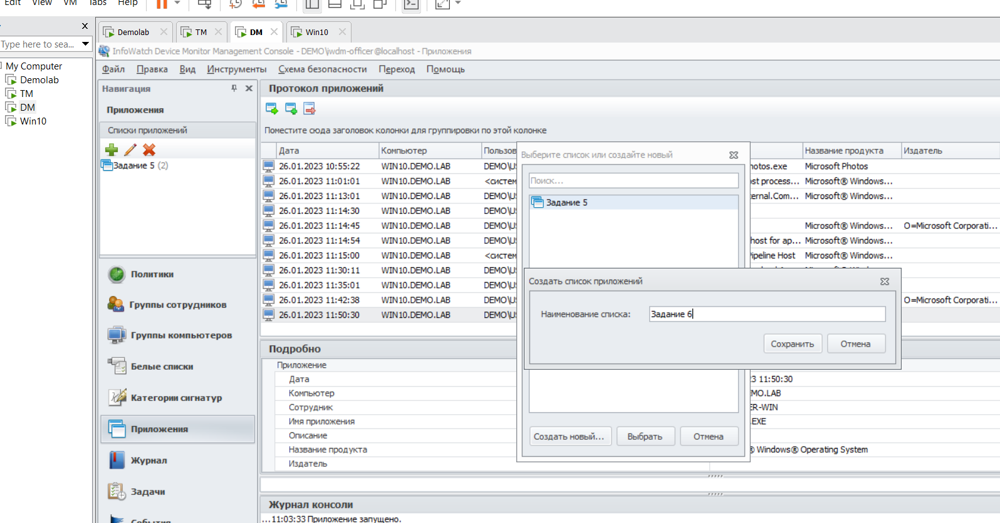 Edit View VM Tabs Help
Type here to sea...
My Computer
Demolab
TM
DM
Win10
Demolab TM DM Win10
InfoWatch Device Monitor Management Console - DEMO\iwdm-officer@localhost - Приложения
Файл Правка Вид Инструменты Схема безопасности Переход Помощь
Навигация
Приложения
Списки приложений
Задание 5 (2)
Политики
Группы сотрудников
Группы компьютеров
Белые списки
Категории сигнатур
Приложения
Журнал
Задачи
События
Протокол приложений
Поместите сюда заголовок колонки для группировки по этой колонке
Дата Компьютер Пользов Название продукта Издатель
26.01.2023 10:55:22 WIN10.DEMO.LAB DEMO\U hotos.exe Microsoft Photos
26.01.2023 11:01:01 WIN10.DEMO.LAB <систем ost process... Microsoft® Windows...
26.01.2023 11:13:01 WIN10.DEMO.LAB DEMO\U ternal.Com... Microsoft® Windows...
26.01.2023 11:14:30 WIN10.DEMO.LAB DEMO\U
26.01.2023 11:14:45 WIN10.DEMO.LAB DEMO\U Microsoft® Windows... O=Microsoft Corporati...
26.01.2023 11:14:54 WIN10.DEMO.LAB DEMO\U host for ap... Microsoft® Windows...
26.01.2023 11:15:00 WIN10.DEMO.LAB <систем Pipeline Host Microsoft® Windows...
26.01.2023 11:30:11 WIN10.DEMO.LAB DEMO\U
26.01.2023 11:35:01 WIN10.DEMO.LAB DEMO\U
26.01.2023 11:42:38 WIN10.DEMO.LAB DEMO\U O=Microsoft Corporati...
26.01.2023 11:50:30 WIN10.DEMO.LAB DEMO\U
Выберите список или создайте новый
Поиск...
Задание 5
Создать список приложений
Наименование списка: Задание 6
Сохранить Отмена
Создать новый... Выбрать Отмена
Подробно
Приложение
Дата 23 11:50:30
Компьютер EMO.LAB
Сотрудник ER-WIN
Имя приложения .EXE
Описание
Название продукта ® Windows® Operating System
Издатель
Журнал консоли
...11:03:33 Приложение запущено.